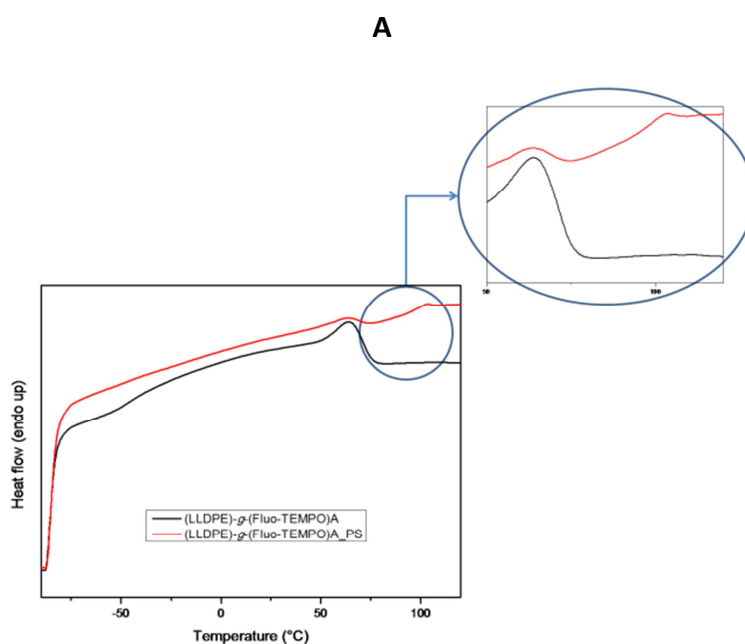 A
50
100
Heat flow (endo up)
(LLDPE)-g-(Fluo-TEMPO)A
(LLDPE)-g-(Fluo-TEMPO)A_PS
-50
0
50
100
Temperature (°C)